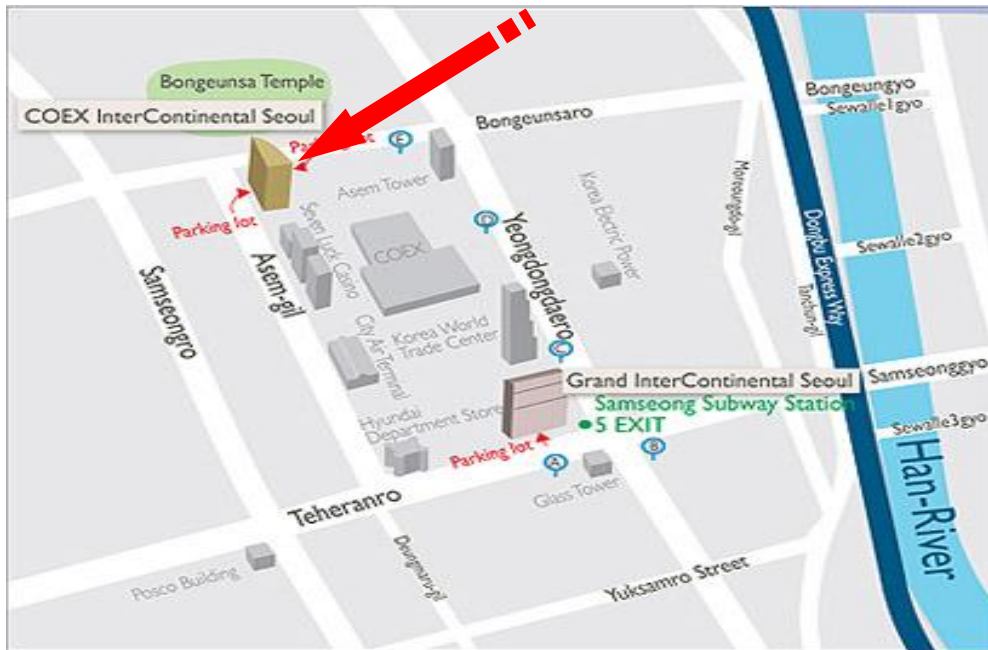 Bongeunsa Temple
COEX InterContinental Seoul
Bongeunsaro
Bongeungyo
Sewalle1gyo
E
Asem Tower
Parking lot
Seven Luck Casino
COEX
Yeongdongdaero
Korea Electric Power
Dongbu Express Way
Tanchun-gil
Sewalle2gyo
Samseongro
Asem-gil
City Air Terminal
Korea World
Trade Center
Grand InterContinental Seoul
Samseonggyo
Samseong Subway Station
5 EXIT
Hyundai
Department Store
Parking lot
A
B
Sewalle3gyo
Han-River
Teheranro
Glass Tower
Posco Building
Yuksamro Street